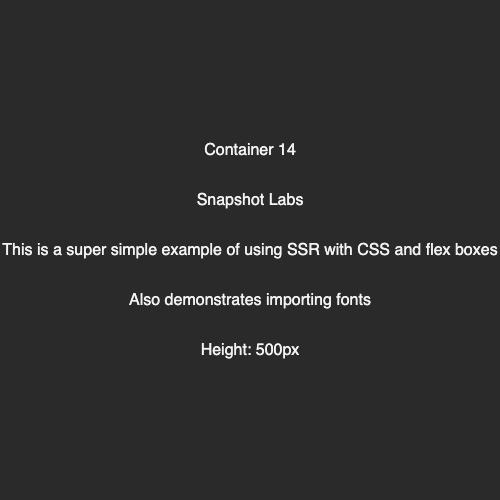 Container 14
Snapshot Labs
This is a super simple example of using SSR with CSS and flex boxes
Also demonstrates importing fonts
Height: 500px